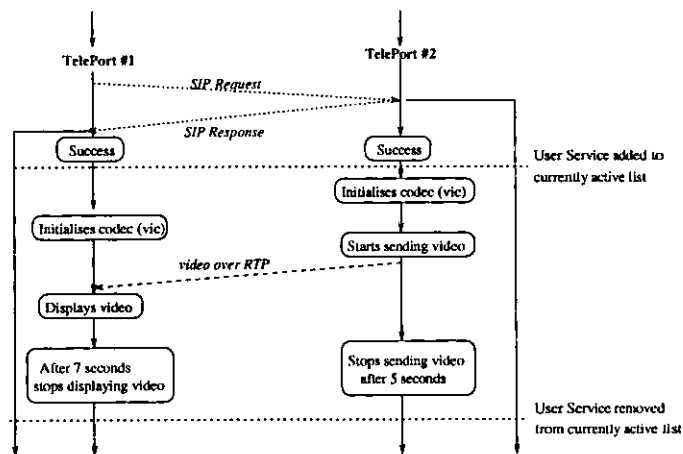 TelePort #1
TelePort #2
SIP Request
SIP Response
Success
Success
User Service added to
currently active list
Initialises codec (vic)
Initialises codec (vic)
Starts sending video
video over RTP
Displays video
After 7 seconds
stops displaying video
Stops sending video
after 5 seconds
User Service removed
from currently active list